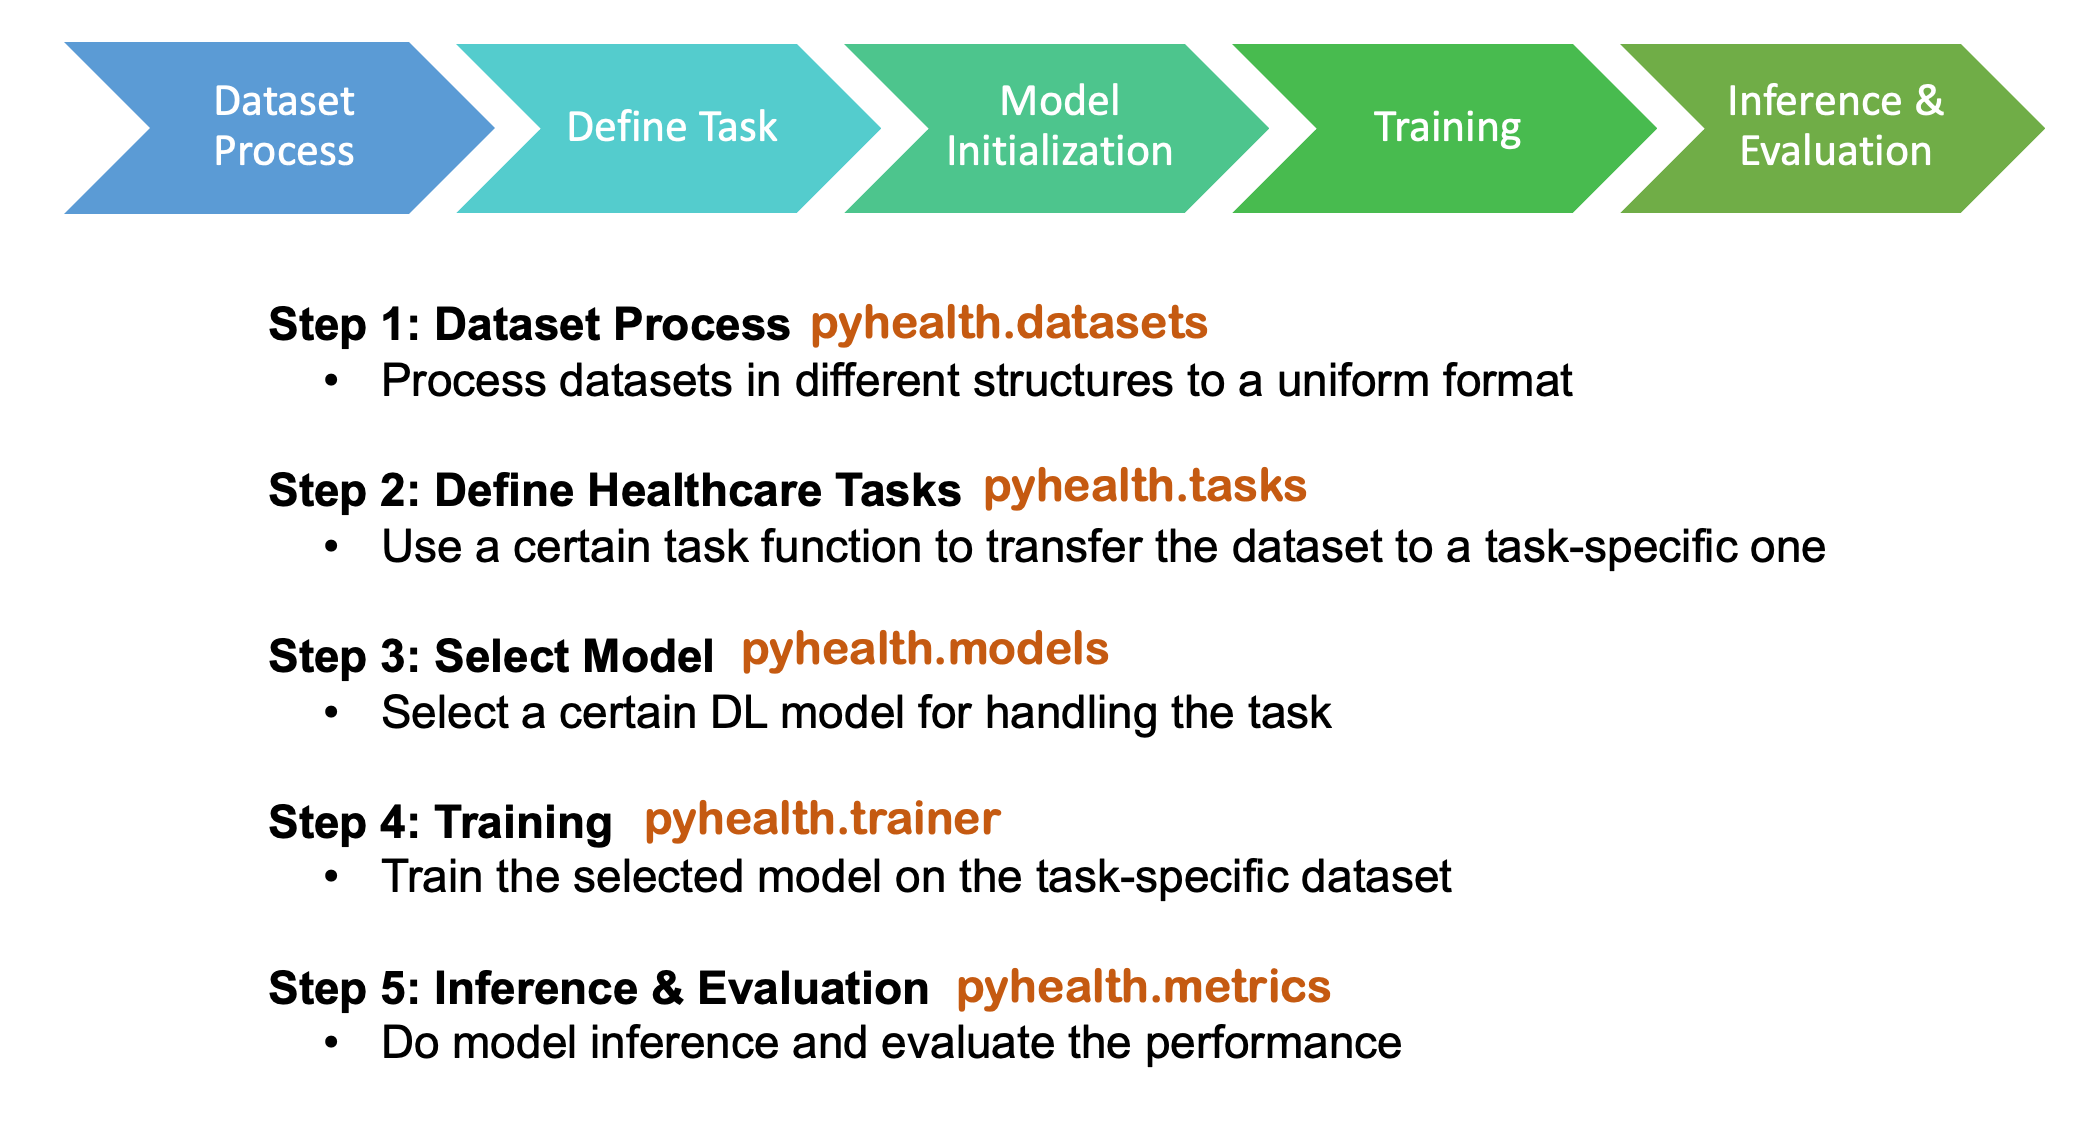 Dataset
Process
Define Task
Model
Initialization
Training
Inference &
Evaluation
Step 1: Dataset Process pyhealth.datasets
• Process datasets in different structures to a uniform format
Step 2: Define Healthcare Tasks pyhealth.tasks
• Use a certain task function to transfer the dataset to a task-specific one
Step 3: Select Model pyhealth.models
• Select a certain DL model for handling the task
Step 4: Training pyhealth.trainer
• Train the selected model on the task-specific dataset
Step 5: Inference & Evaluation pyhealth.metrics
• Do model inference and evaluate the performance